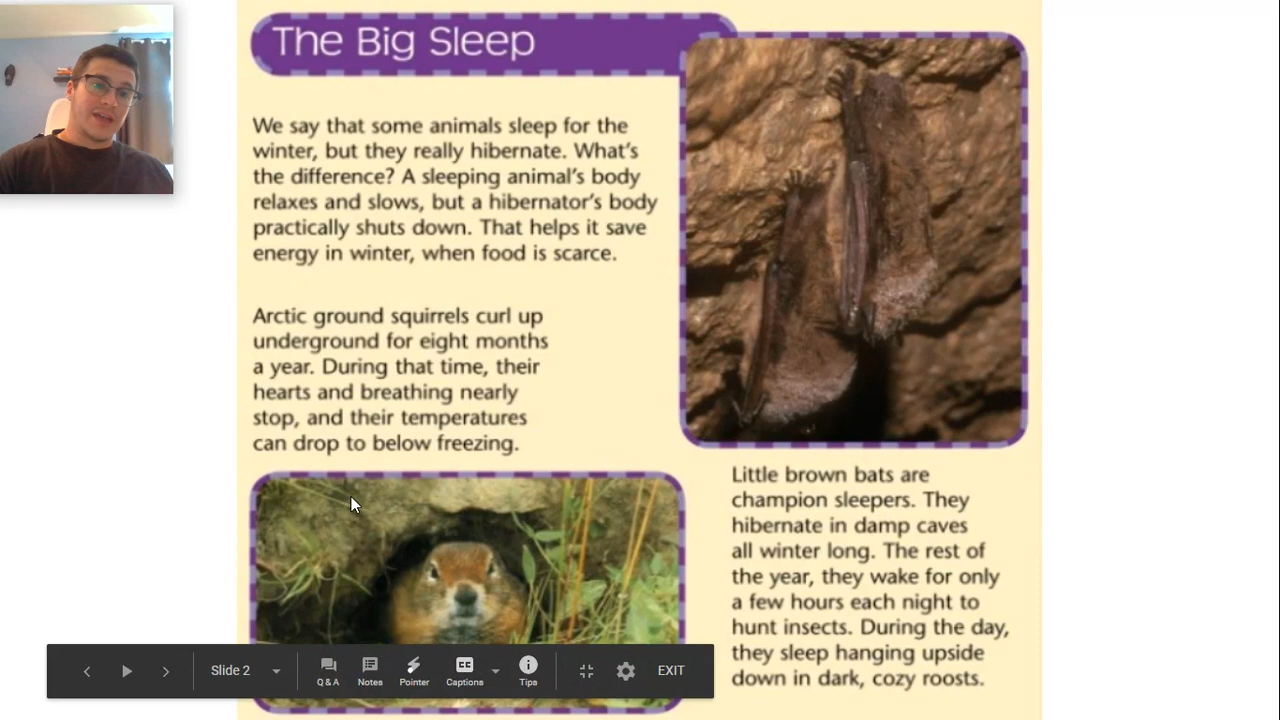 The Big Sleep
We say that some animals sleep for the
winter, but they really hibernate. What's
the difference? A sleeping animal's body
relaxes and slows, but a hibernator's body
practically shuts down. That helps it save
energy in winter, when food is scarce.
Arctic ground squirrels curl up
underground for eight months
a year. During that time, their
hearts and breathing nearly
stop, and their temperatures
can drop to below freezing.
Little brown bats are
champion sleepers. They
hibernate in damp caves
all winter long. The rest of
the year, they wake for only
a few hours each night to
hunt insects. During the day,
they sleep hanging upside
down in dark, cozy roosts.
Slide 2
Q & A
Notes
Pointer
CC
Captions
Tips
EXIT